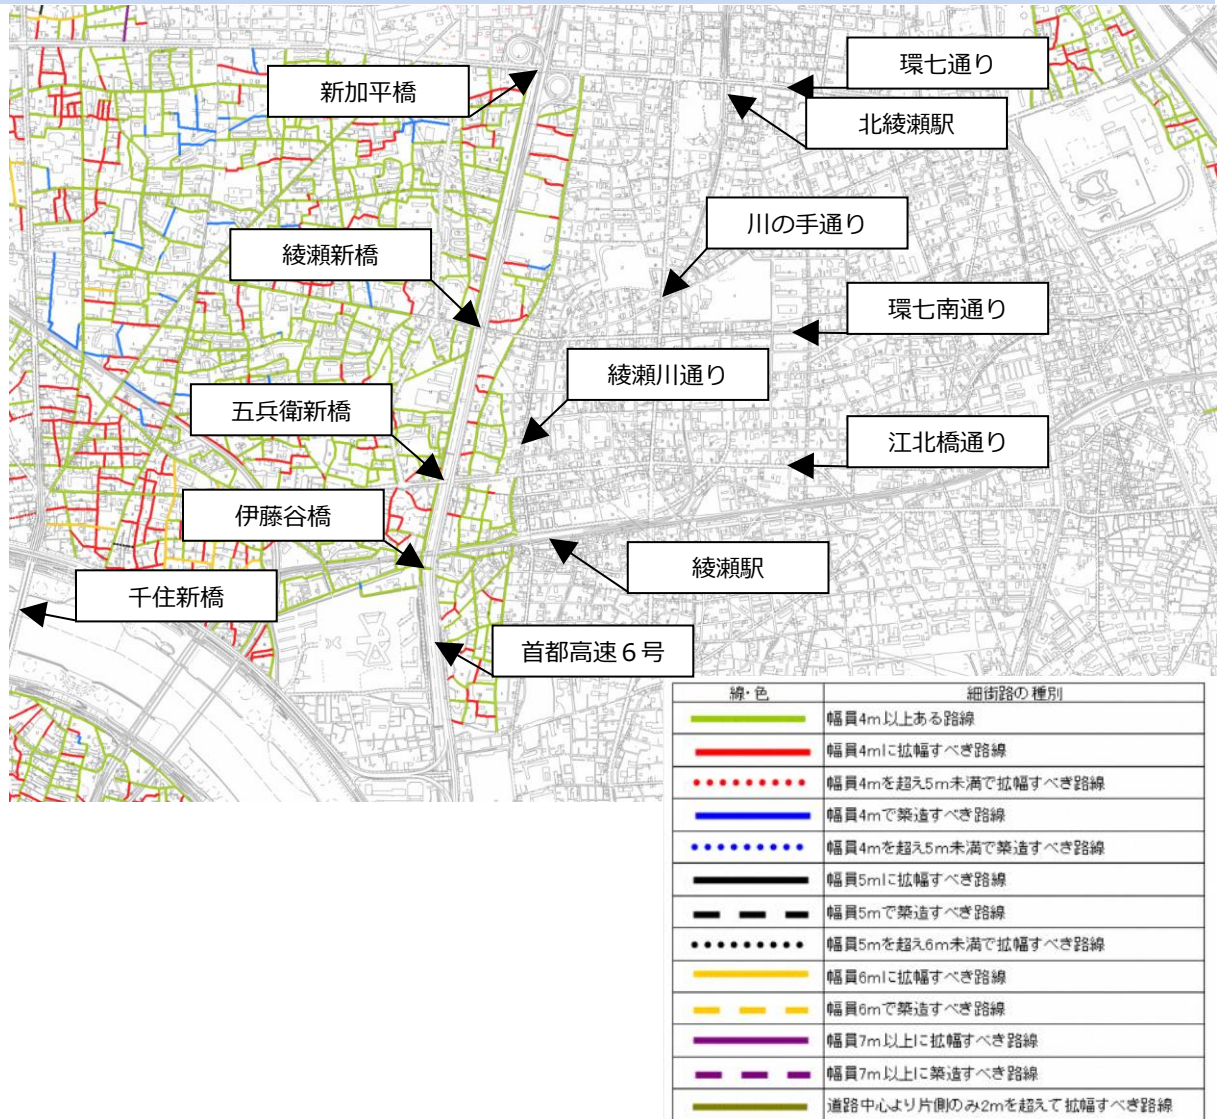 環七通り
新加平橋
北綾瀬駅
川の手通り
綾瀬新橋
環七南通り
綾瀬川通り
五兵衛新橋
江北橋通り
伊藤谷橋
綾瀬駅
千住新橋
首都高速６号
線・色 細街路の種別
幅員4m以上ある路線
幅員4mに拡幅すべき路線
幅員4mを超え5m未満で拡幅すべき路線
幅員4mで築造すべき路線
幅員4mを超え5m未満で築造すべき路線
幅員5mに拡幅すべき路線
幅員5mで築造すべき路線
幅員5mを超え6m未満で拡幅すべき路線
幅員6mに拡幅すべき路線
幅員6mで築造すべき路線
幅員7m以上に拡幅すべき路線
幅員7m以上に築造すべき路線
道路中心より片側のみ2mを超えて拡幅すべき路線